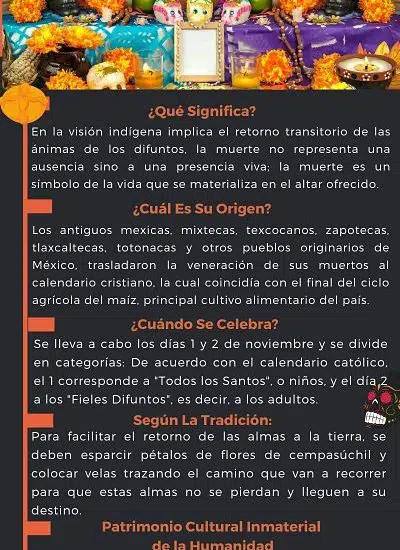 ¿Qué Significa?
En la visión indígena implica el retorno transitorio de las
ánimas de los difuntos, la muerte no representa una
ausencia sino a una presencia viva; la muerte es un
símbolo de la vida que se materializa en el altar ofrecido.
¿Cuál Es Su Origen?
Los antiguos mexicas, mixtecas, texcocanos, zapotecas,
tlaxcaltecas, totonacas y otros pueblos originarios de
México, trasladaron la veneración de sus muertos al
calendario cristiano, la cual coincidía con el final del ciclo
agrícola del maíz, principal cultivo alimentario del país.
¿Cuándo Se Celebra?
Se lleva a cabo los días 1 y 2 de noviembre y se divide
en categorías: De acuerdo con el calendario católico,
el 1 corresponde a "Todos los Santos", o niños, y el día 2
a los "Fieles Difuntos", es decir, a los adultos.
Según La Tradición:
Para facilitar el retorno de las almas a la tierra, se
deben esparcir pétalos de flores de cempasúchil y
colocar velas trazando el camino que van a recorrer
para que estas almas no se pierdan y lleguen a su
destino.
Patrimonio Cultural Inmaterial
de la Humanidad